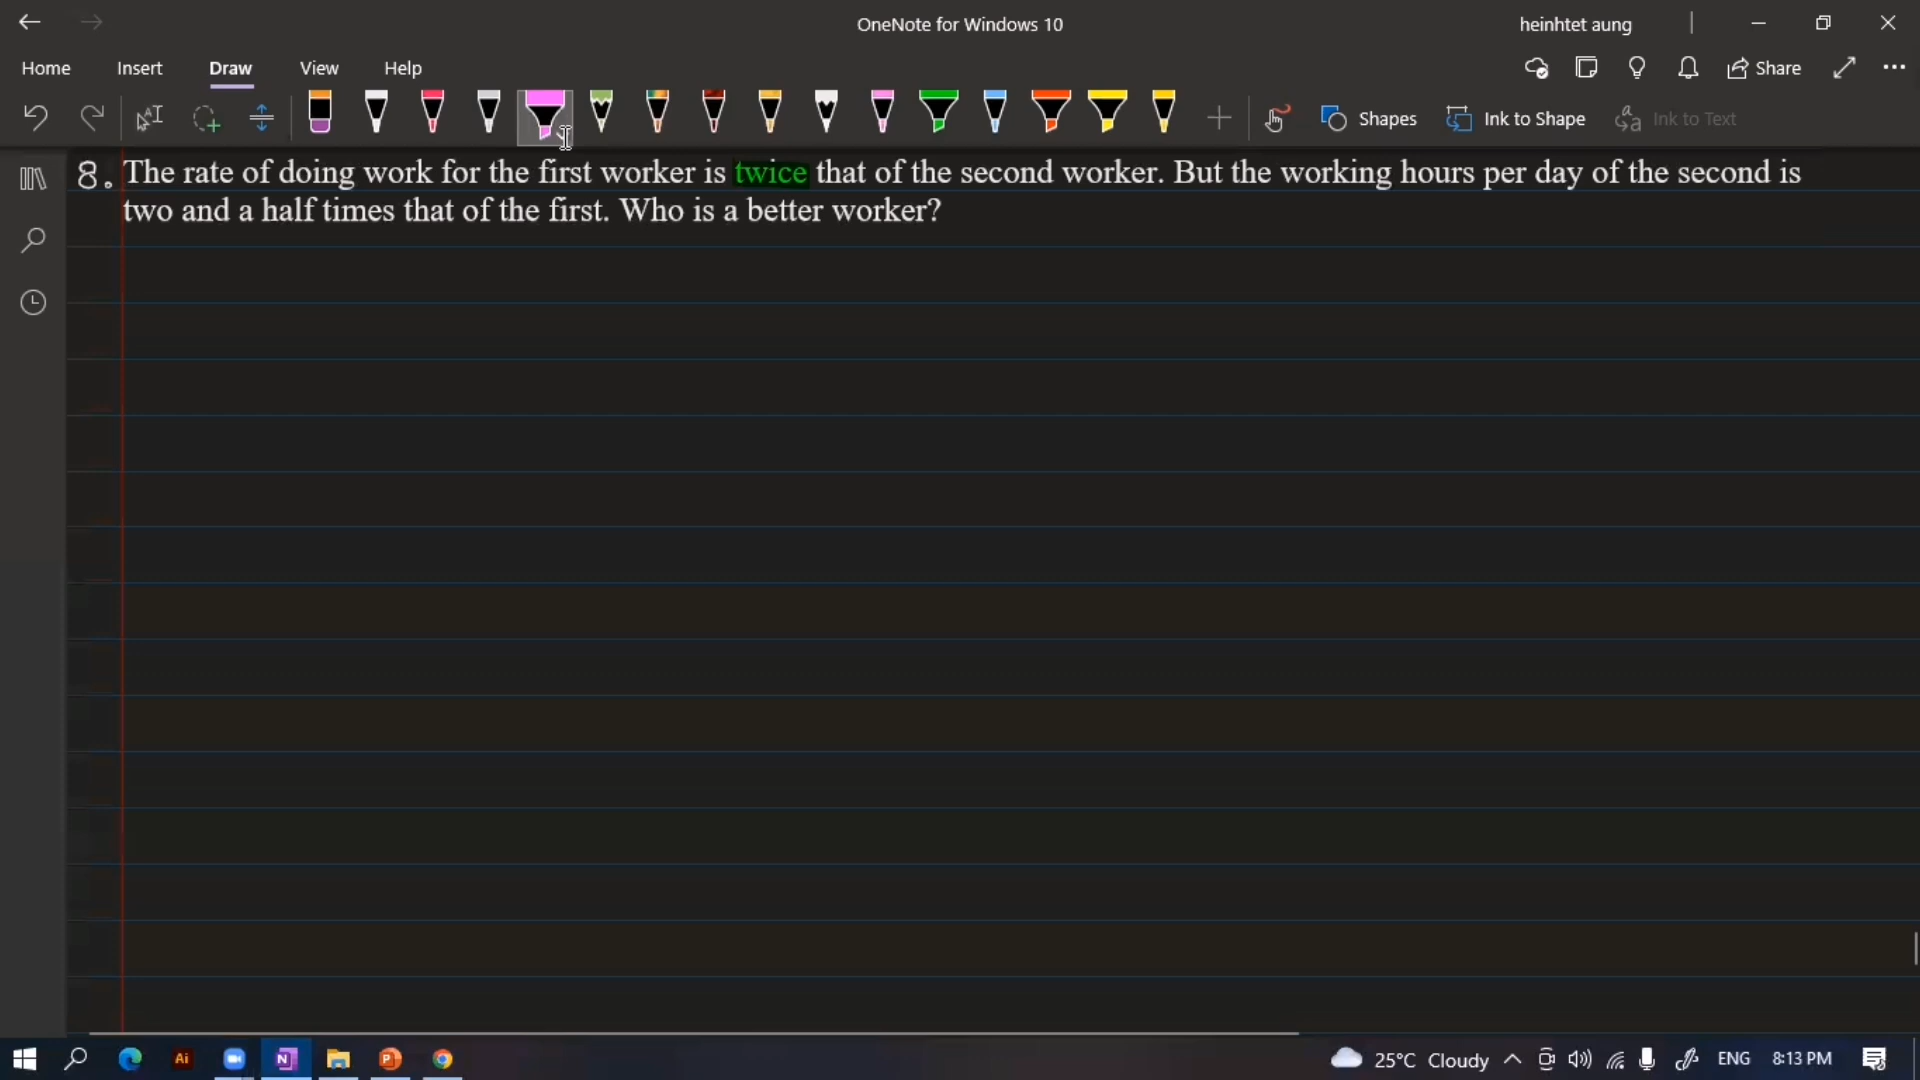 OneNote for Windows 10
heinhtet aung
Home Insert Draw View Help
Share
Shapes Ink to Shape Ink to Text
8. The rate of doing work for the first worker is twice that of the second worker. But the working hours per day of the second is
two and a half times that of the first. Who is a better worker?
Ai N P 25°C Cloudy ENG 8:13 PM